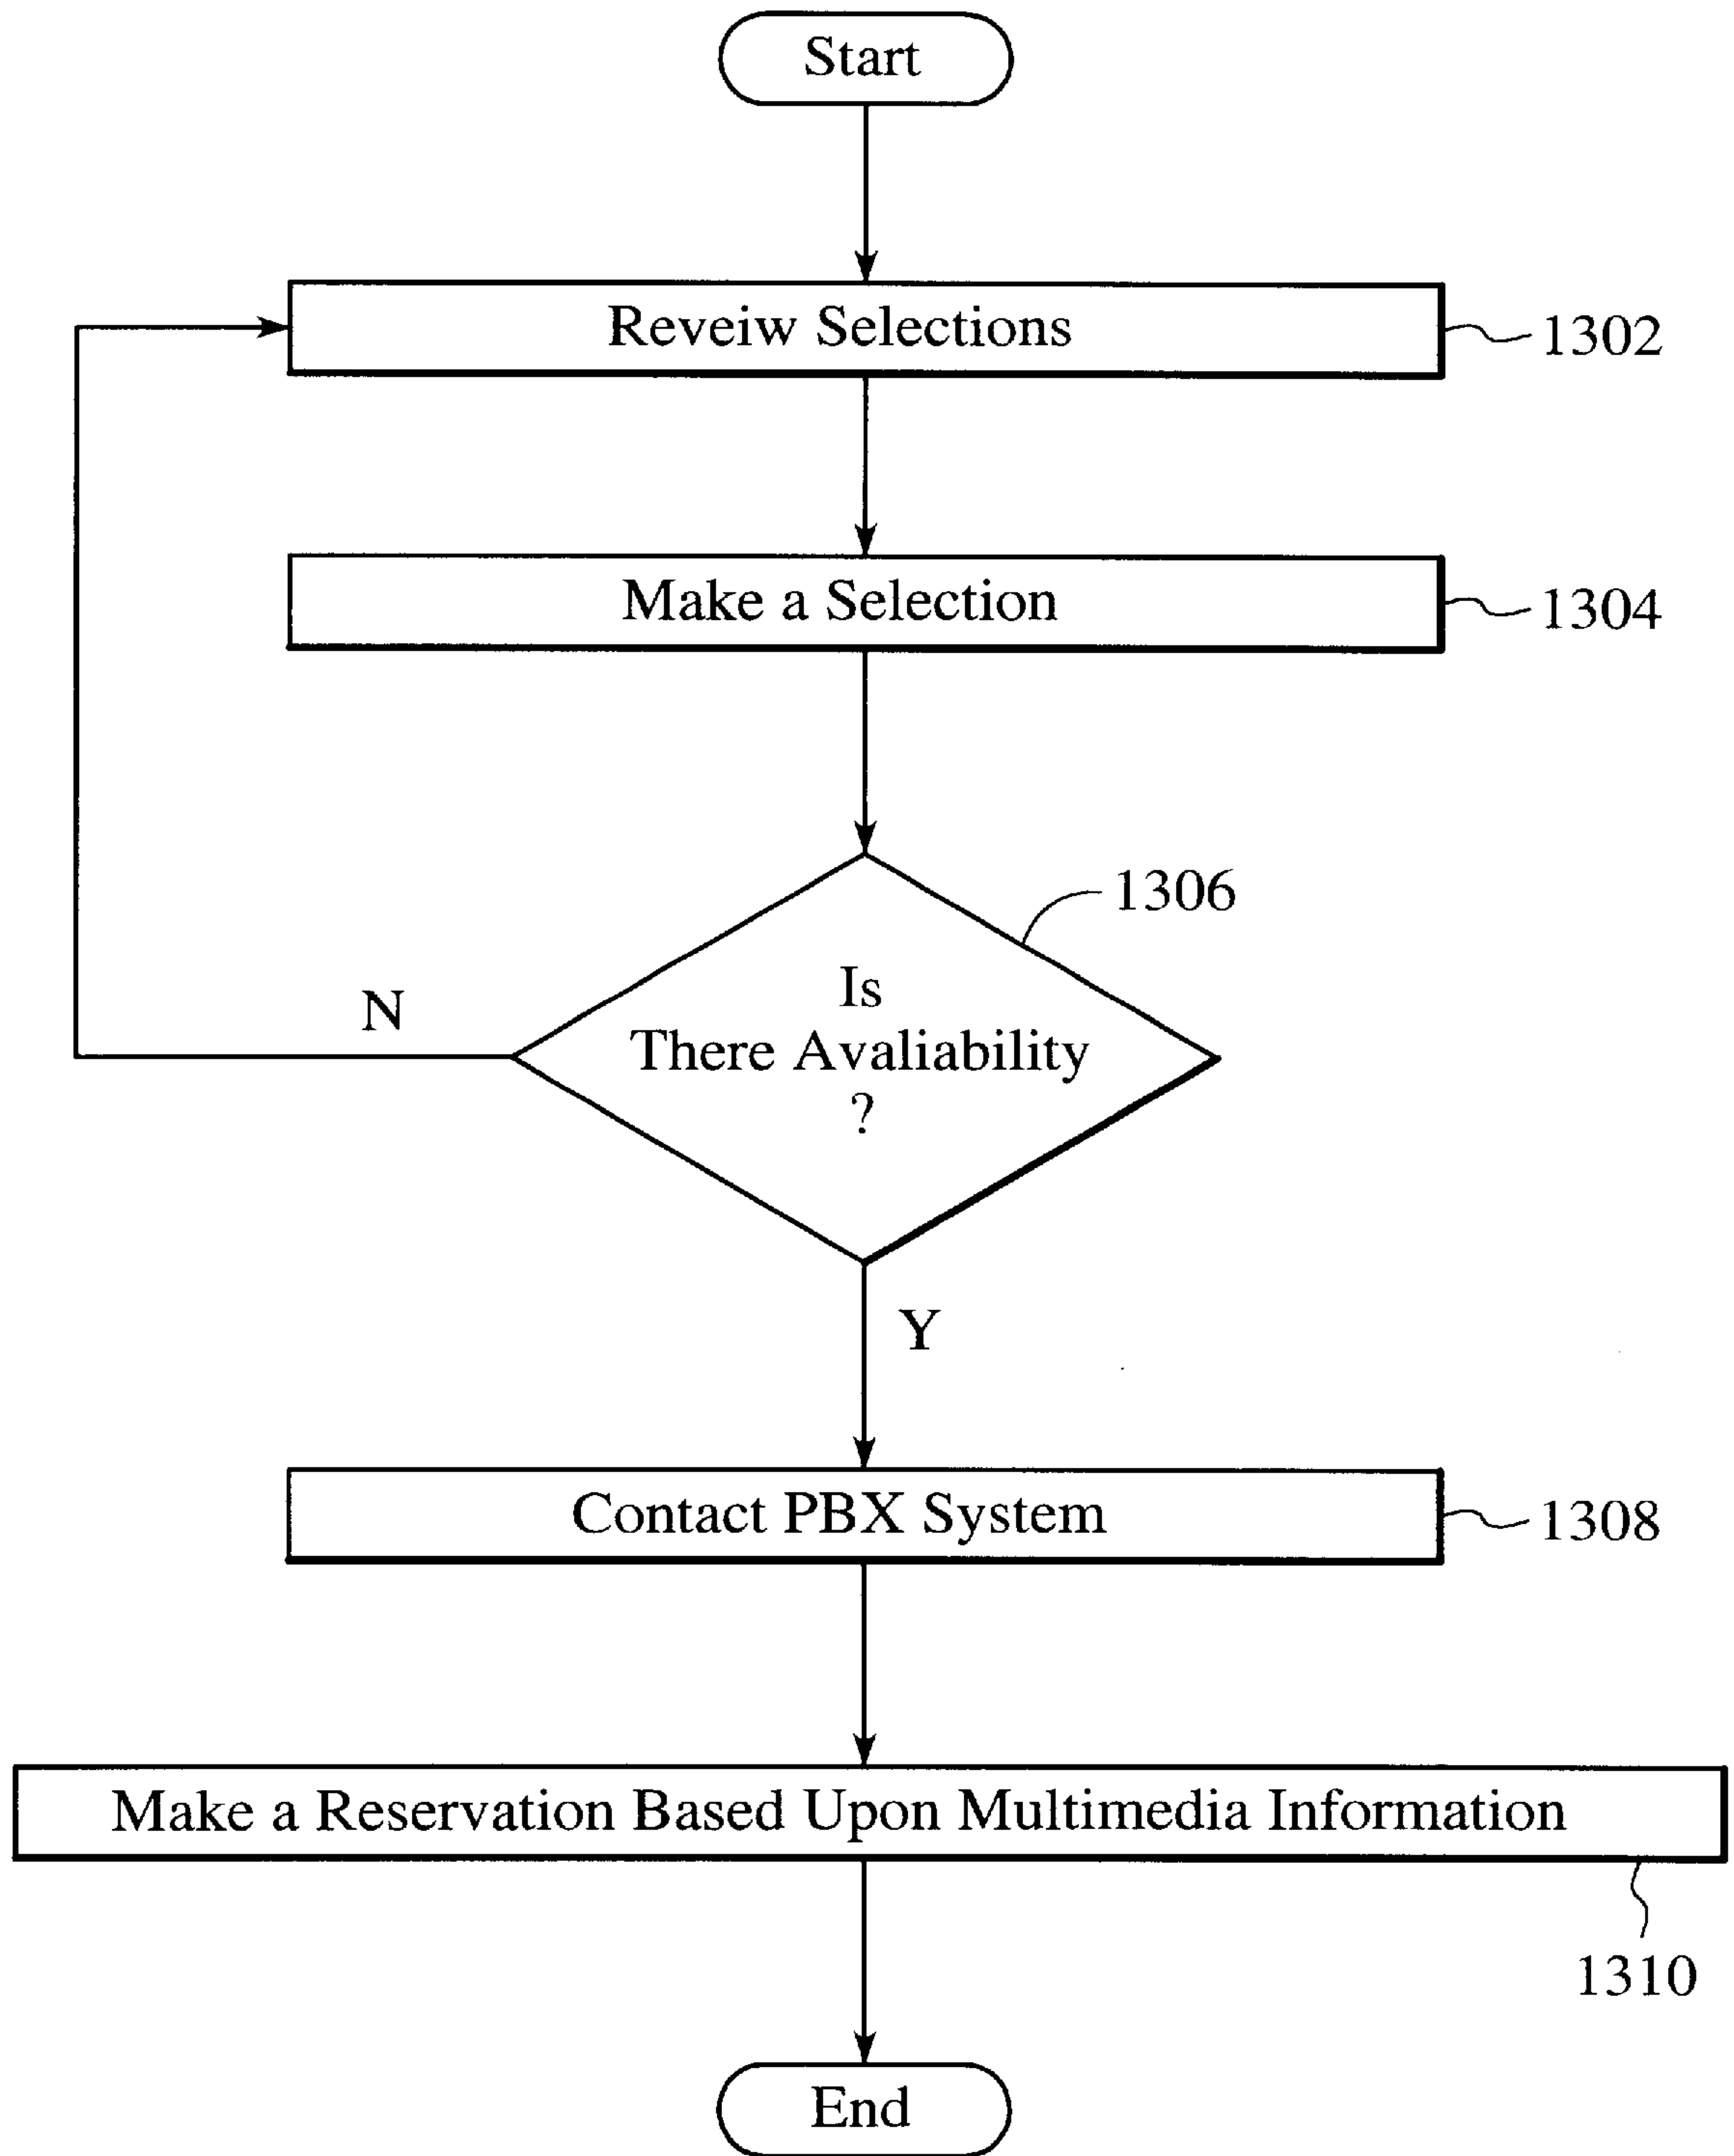 Start
Reveiw Selections
1302
Make a Selection
1304
1306
Is
There Avaliability
?
N
Y
Contact PBX System
1308
Make a Reservation Based Upon Multimedia Information
1310
End